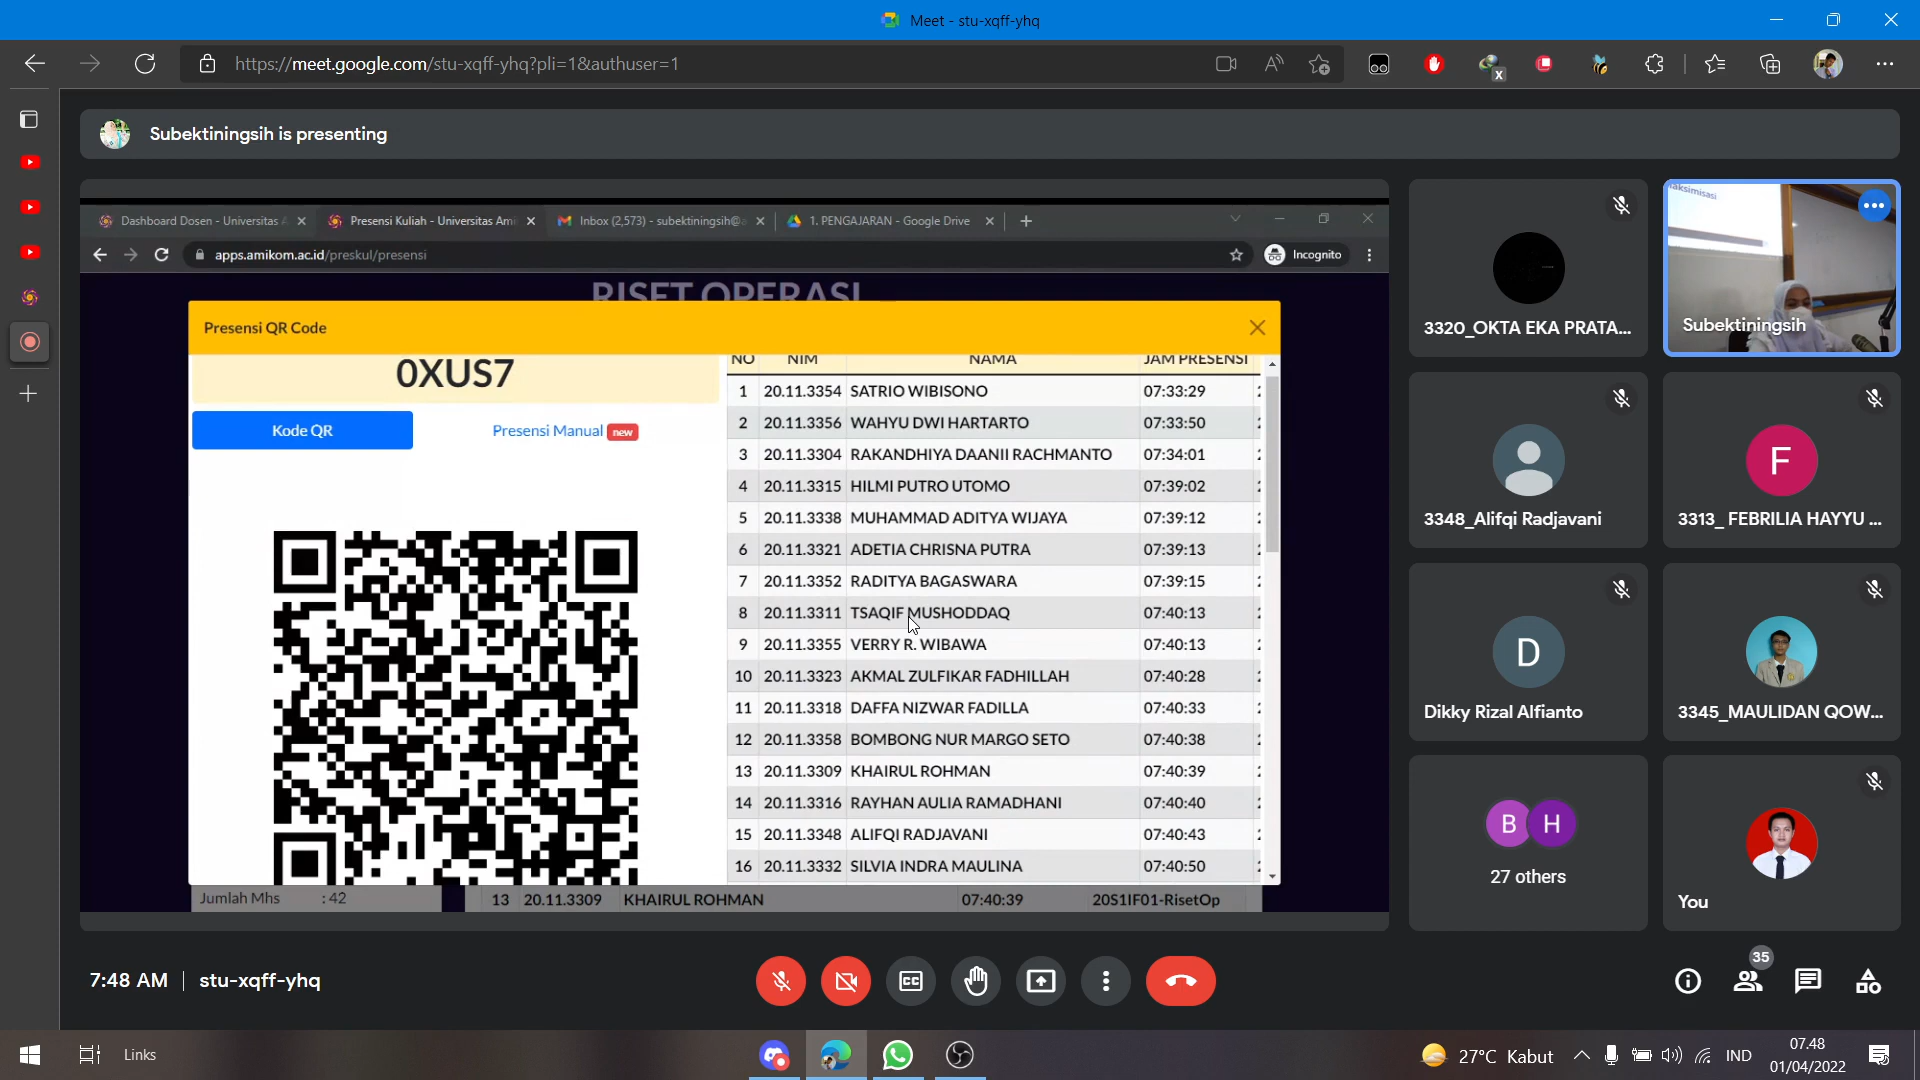 Meet - stu-xqff-yhq
https://meet.google.com/stu-xqff-yhq?pli=1&authuser=1
Subektiningsih is presenting
Dashboard Dosen - Universitas A
Presensi Kuliah - Universitas Ami
Inbox (2,573) - subektiningsih@a
1. PENGAJARAN - Google Drive
apps.amikom.ac.id/preskul/presensi
Incognito
RISET OPERASI
Presensi QR Code
0XUS7
Kode QR
Presensi Manual new
NO NIM NAMA JAM PRESENSI
1 20.11.3354 SATRIO WIBISONO 07:33:29
2 20.11.3356 WAHYU DWI HARTARTO 07:33:50
3 20.11.3304 RAKANDHIYA DAANII RACHMANTO 07:34:01
4 20.11.3315 HILMI PUTRO UTOMO 07:39:02
5 20.11.3338 MUHAMMAD ADITYA WIJAYA 07:39:12
6 20.11.3321 ADETIA CHRISNA PUTRA 07:39:13
7 20.11.3352 RADITYA BAGASWARA 07:39:15
8 20.11.3311 TSAQIF MUSHODDAQ 07:40:13
9 20.11.3355 VERRY R. WIBAWA 07:40:13
10 20.11.3323 AKMAL ZULFIKAR FADHILLAH 07:40:28
11 20.11.3318 DAFFA NIZWAR FADILLA 07:40:33
12 20.11.3358 BOMBONG NUR MARGO SETO 07:40:38
13 20.11.3309 KHAIRUL ROHMAN 07:40:39
14 20.11.3316 RAYHAN AULIA RAMADHANI 07:40:40
15 20.11.3348 ALIFQI RADJAVANI 07:40:43
16 20.11.3332 SILVIA INDRA MAULINA 07:40:50
Jumlah Mhs : 42
13 20.11.3309 KHAIRUL ROHMAN 07:40:39 20S1IF01-RisetOp
3320_OKTA EKA PRATA...
aksimisasi
Subektiningsih
3348_Alifqi Radjavani
F
3313_ FEBRILIA HAYYU ...
D
Dikky Rizal Alfianto
3345_MAULIDAN QOW...
B H
27 others
You
7:48 AM | stu-xqff-yhq
35
Links
27°C Kabut
IND
07.48
01/04/2022